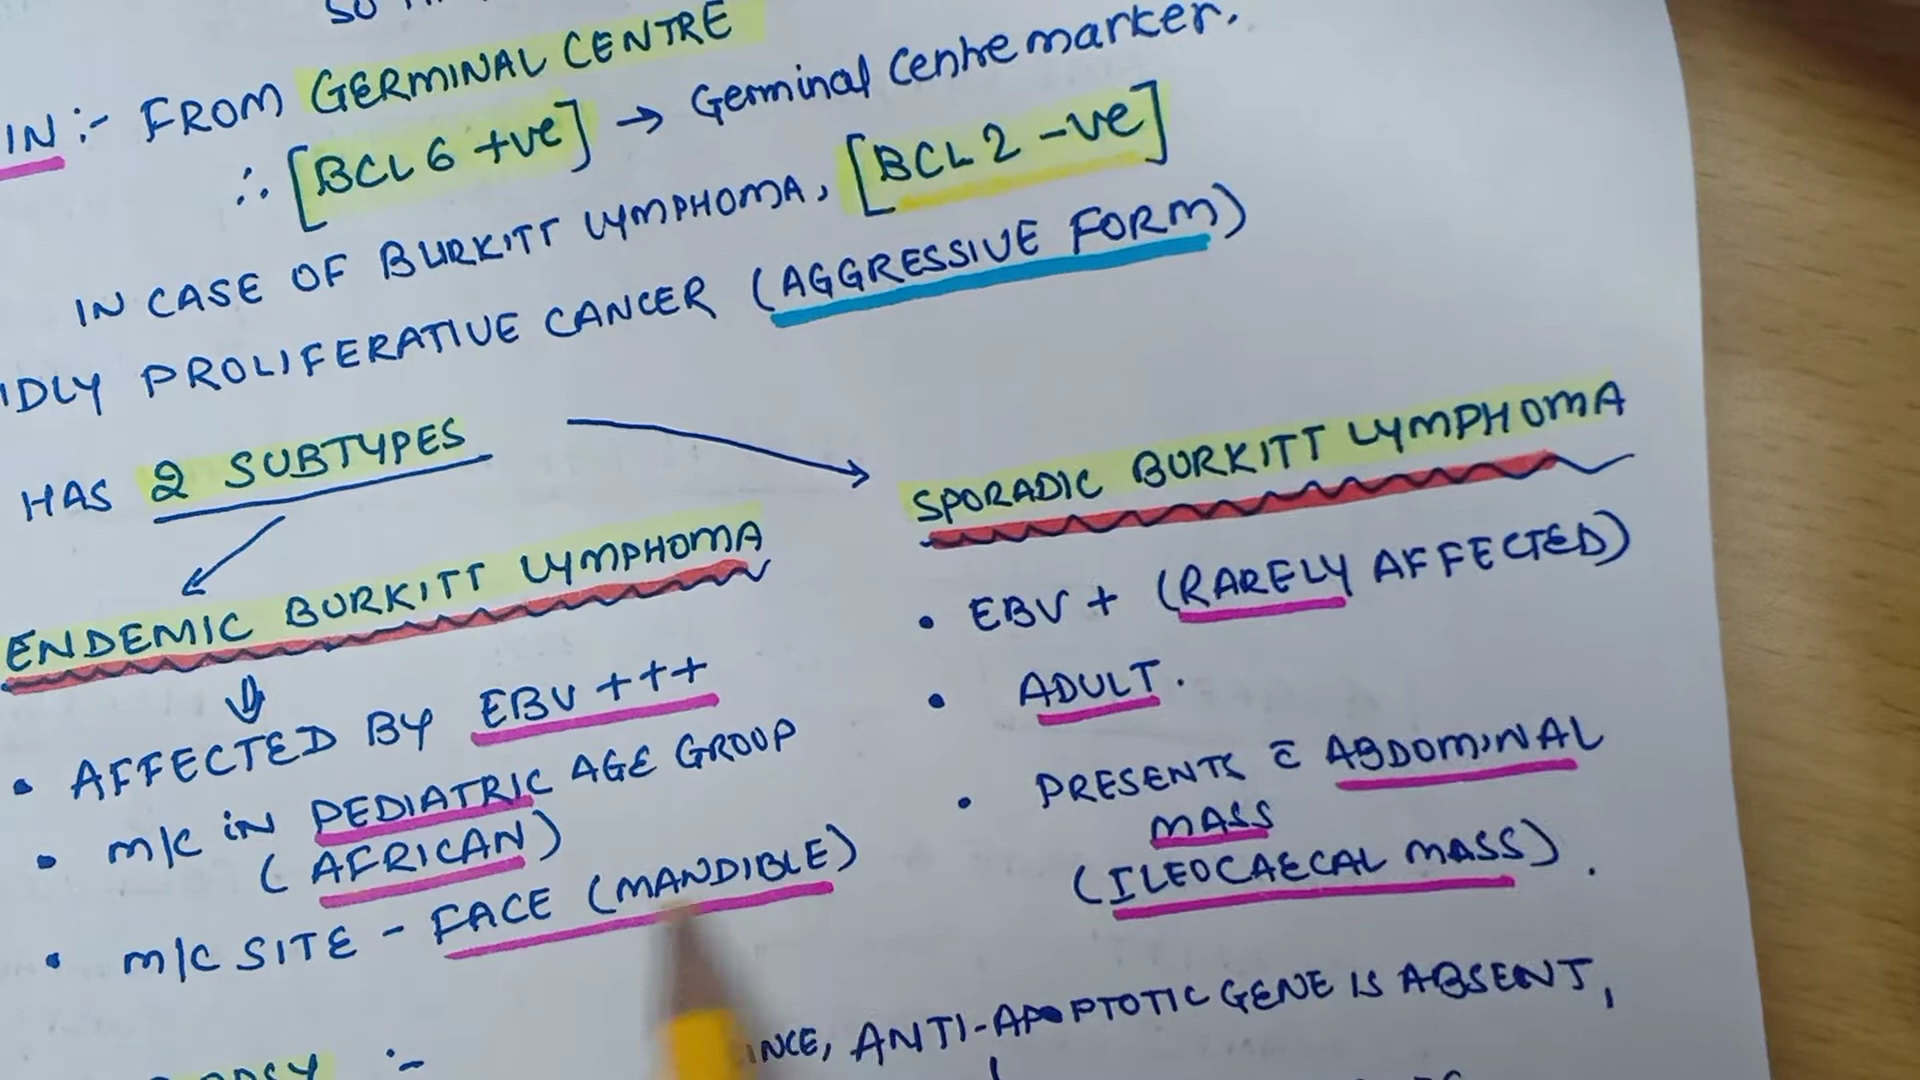 SO
IN :- FROM GERMINAL CENTRE
∴ [BCL 6 +ve] → Germinal Centre marker.
IN CASE OF BURKITT LYMPHOMA, [BCL 2 -ve]
IDLY PROLIFERATIVE CANCER (AGGRESSIVE FORM)
HAS 2 SUBTYPES
ENDEMIC BURKITT LYMPHOMA
• AFFECTED BY EBV +++
• m/c in PEDIATRIC AGE GROUP
(AFRICAN)
• m/c SITE - FACE (MANDIBLE)
SPORADIC BURKITT LYMPHOMA
• EBV + (RARELY AFFECTED)
• ADULT.
• PRESENTS c̄ ABDOMINAL
MASS
(ILEOCAECAL MASS).
INCE, ANTI-APOPTOTIC GENE IS ABSENT,
:-